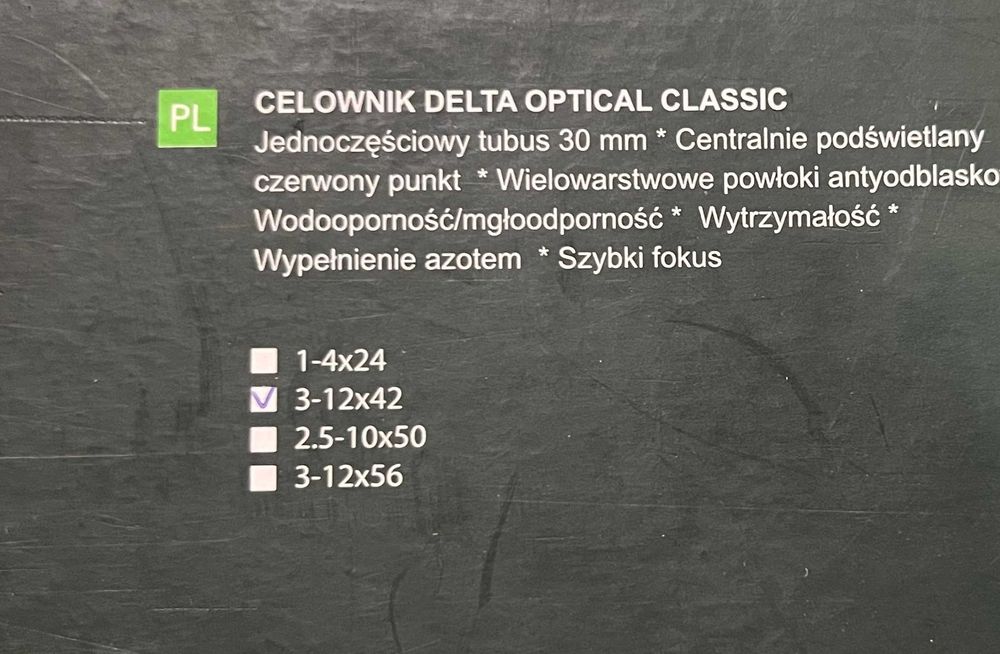 PL
CELOWNIK DELTA OPTICAL CLASSIC
Jednoczęściowy tubus 30 mm * Centralnie podświetlany
czerwony punkt * Wielowarstwowe powłoki antyodblasko
Wodooporność/mgłoodporność * Wytrzymałość *
Wypełnienie azotem * Szybki fokus
1-4x24
3-12x42
2.5-10x50
3-12x56